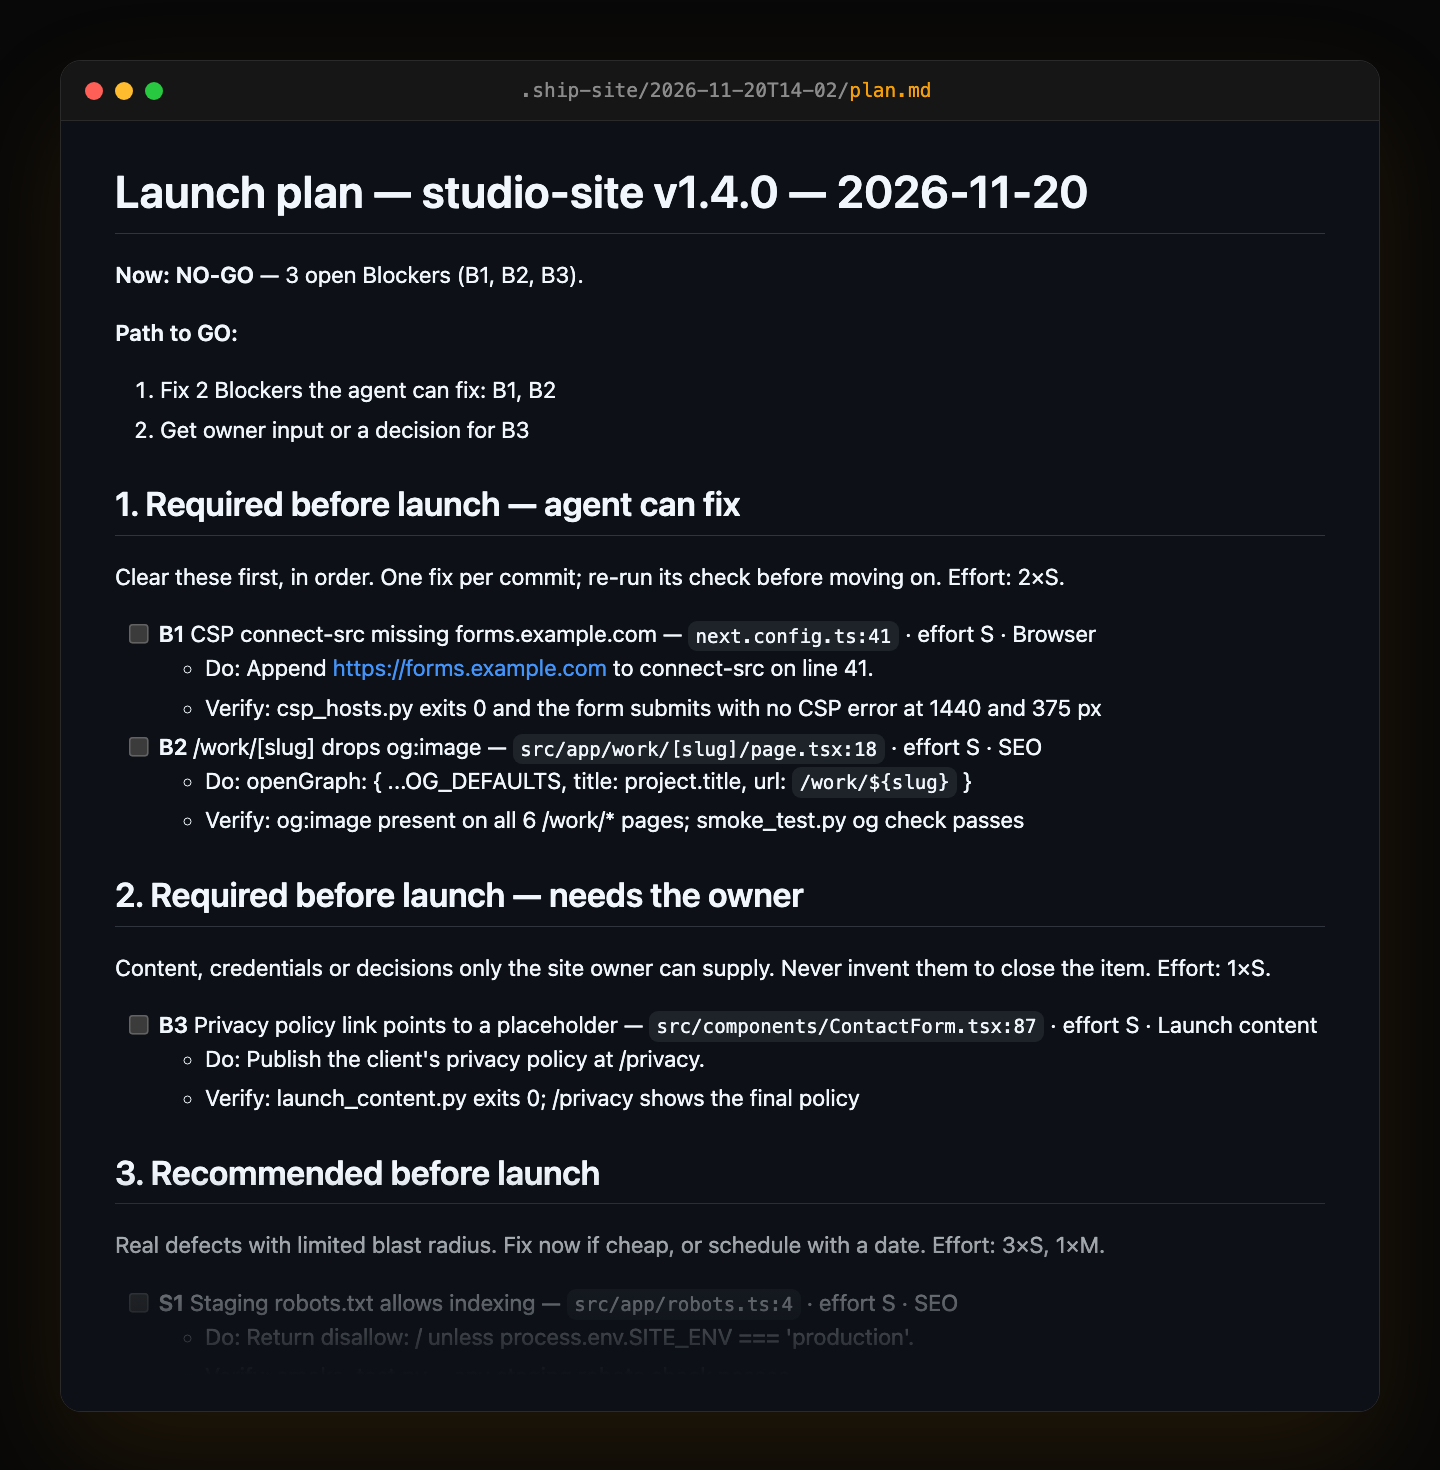 .ship-site/2026-11-20T14-02/plan.md
Launch plan — studio-site v1.4.0 — 2026-11-20
Now: NO-GO — 3 open Blockers (B1, B2, B3).
Path to GO:
1. Fix 2 Blockers the agent can fix: B1, B2
2. Get owner input or a decision for B3
1. Required before launch — agent can fix
Clear these first, in order. One fix per commit; re-run its check before moving on. Effort: 2×S.
B1 CSP connect-src missing forms.example.com — next.config.ts:41 · effort S · Browser
Do: Append https://forms.example.com to connect-src on line 41.
Verify: csp_hosts.py exits 0 and the form submits with no CSP error at 1440 and 375 px
B2 /work/[slug] drops og:image — src/app/work/[slug]/page.tsx:18 · effort S · SEO
Do: openGraph: { ...OG_DEFAULTS, title: project.title, url: /work/${slug} }
Verify: og:image present on all 6 /work/* pages; smoke_test.py og check passes
2. Required before launch — needs the owner
Content, credentials or decisions only the site owner can supply. Never invent them to close the item. Effort: 1×S.
B3 Privacy policy link points to a placeholder — src/components/ContactForm.tsx:87 · effort S · Launch content
Do: Publish the client's privacy policy at /privacy.
Verify: launch_content.py exits 0; /privacy shows the final policy
3. Recommended before launch
Real defects with limited blast radius. Fix now if cheap, or schedule with a date. Effort: 3×S, 1×M.
S1 Staging robots.txt allows indexing — src/app/robots.ts:4 · effort S · SEO
Do: Return disallow: / unless process.env.SITE_ENV === 'production'.